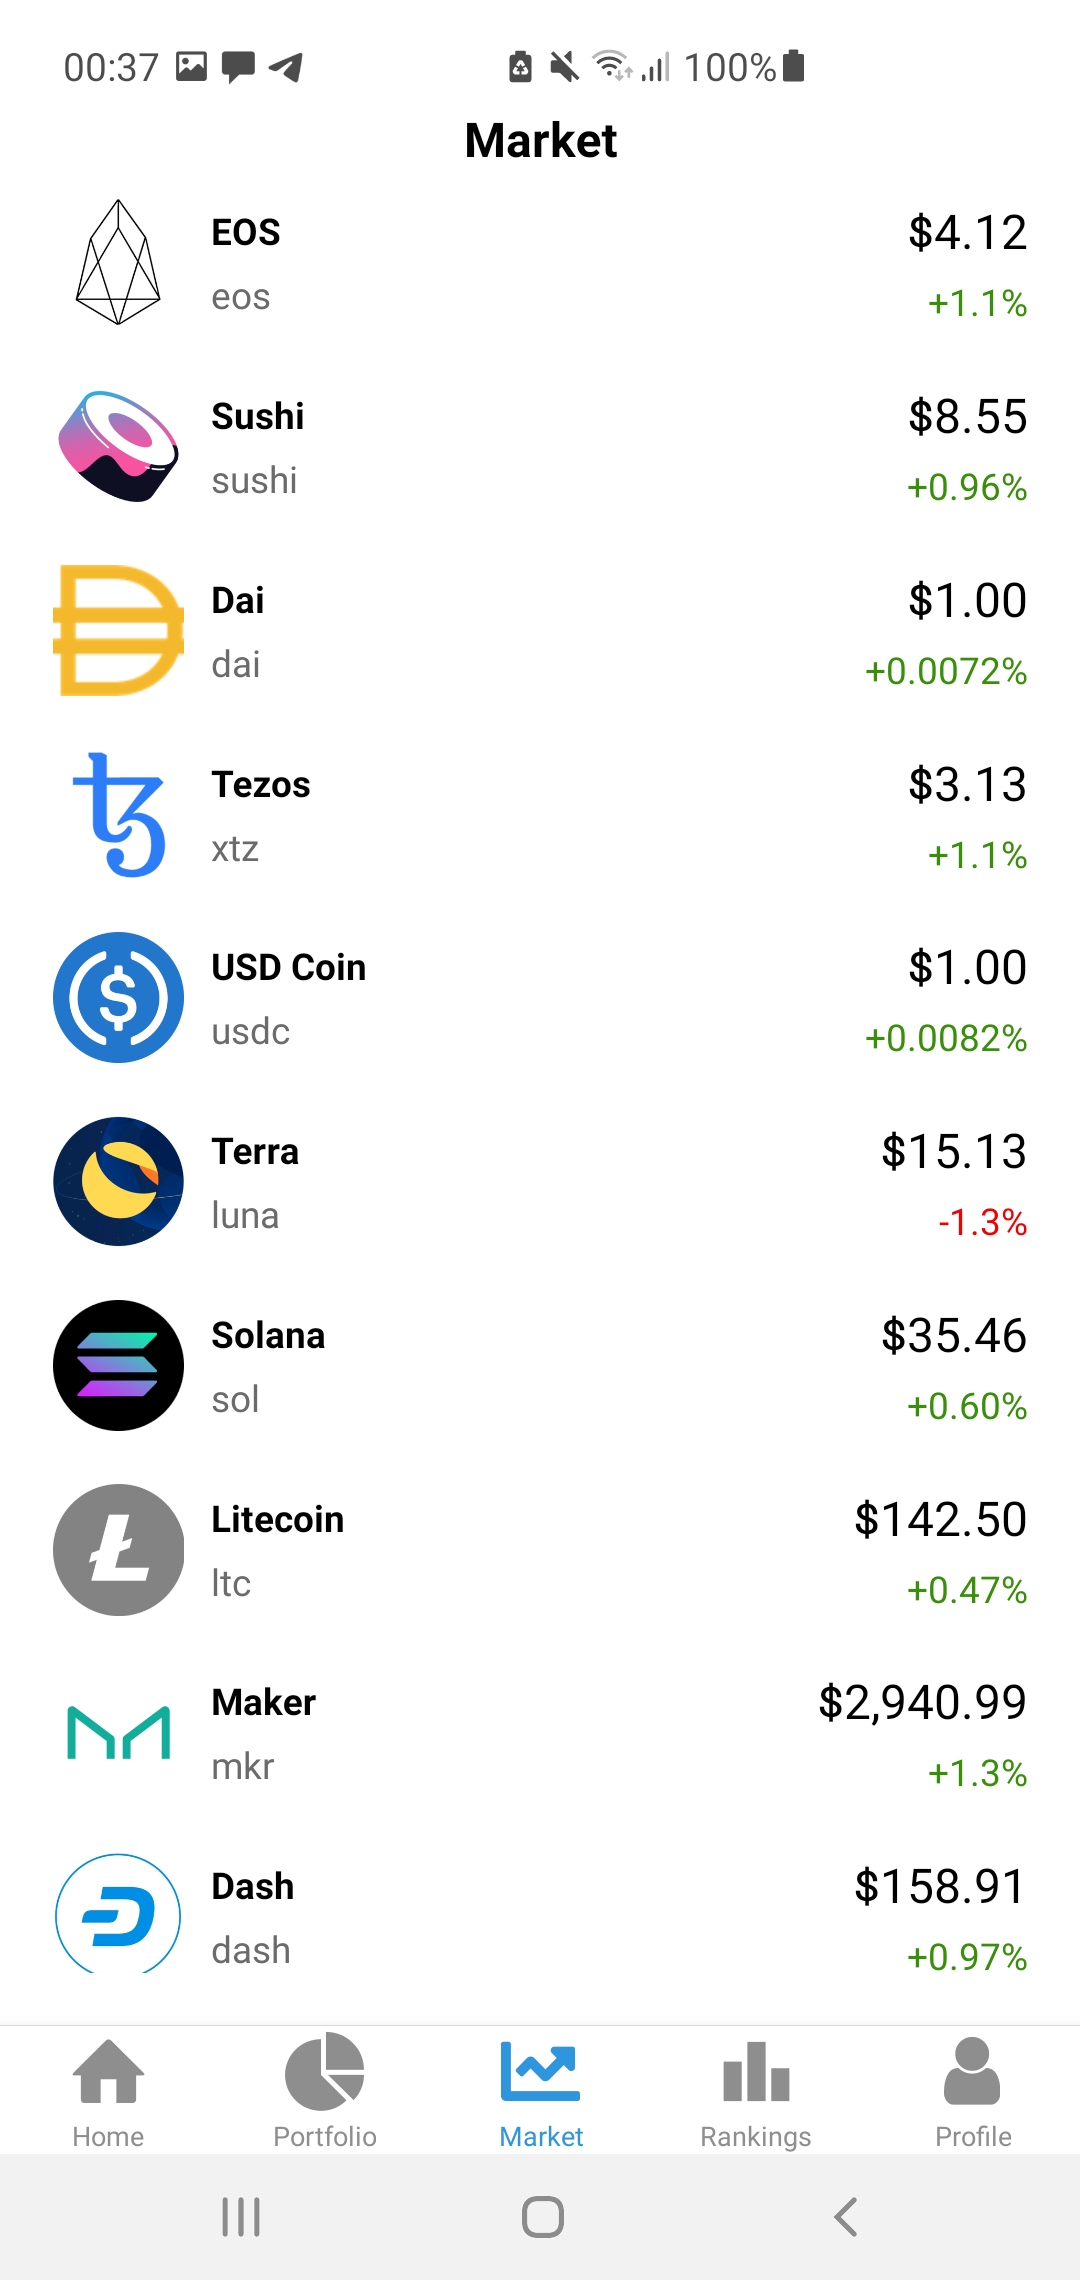 00:37 100%
Market
EOS $4.12
eos +1.1%
Sushi $8.55
sushi +0.96%
Dai $1.00
dai +0.0072%
Tezos $3.13
xtz +1.1%
USD Coin $1.00
usdc +0.0082%
Terra $15.13
luna -1.3%
Solana $35.46
sol +0.60%
Litecoin $142.50
ltc +0.47%
Maker $2,940.99
mkr +1.3%
Dash $158.91
dash +0.97%
Home Portfolio Market Rankings Profile